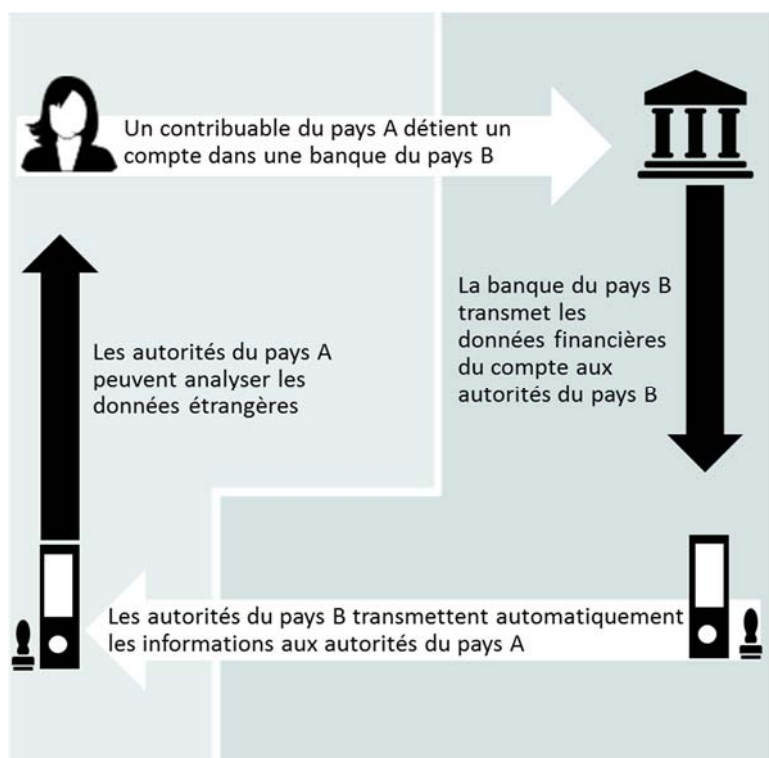 Un contribuable du pays A détient un
compte dans une banque du pays B
La banque du pays B
transmet les
données financières
du compte aux
autorités du pays B
Les autorités du pays B transmettent automatiquement
les informations aux autorités du pays A
Les autorités du pays A
peuvent analyser les
données étrangères